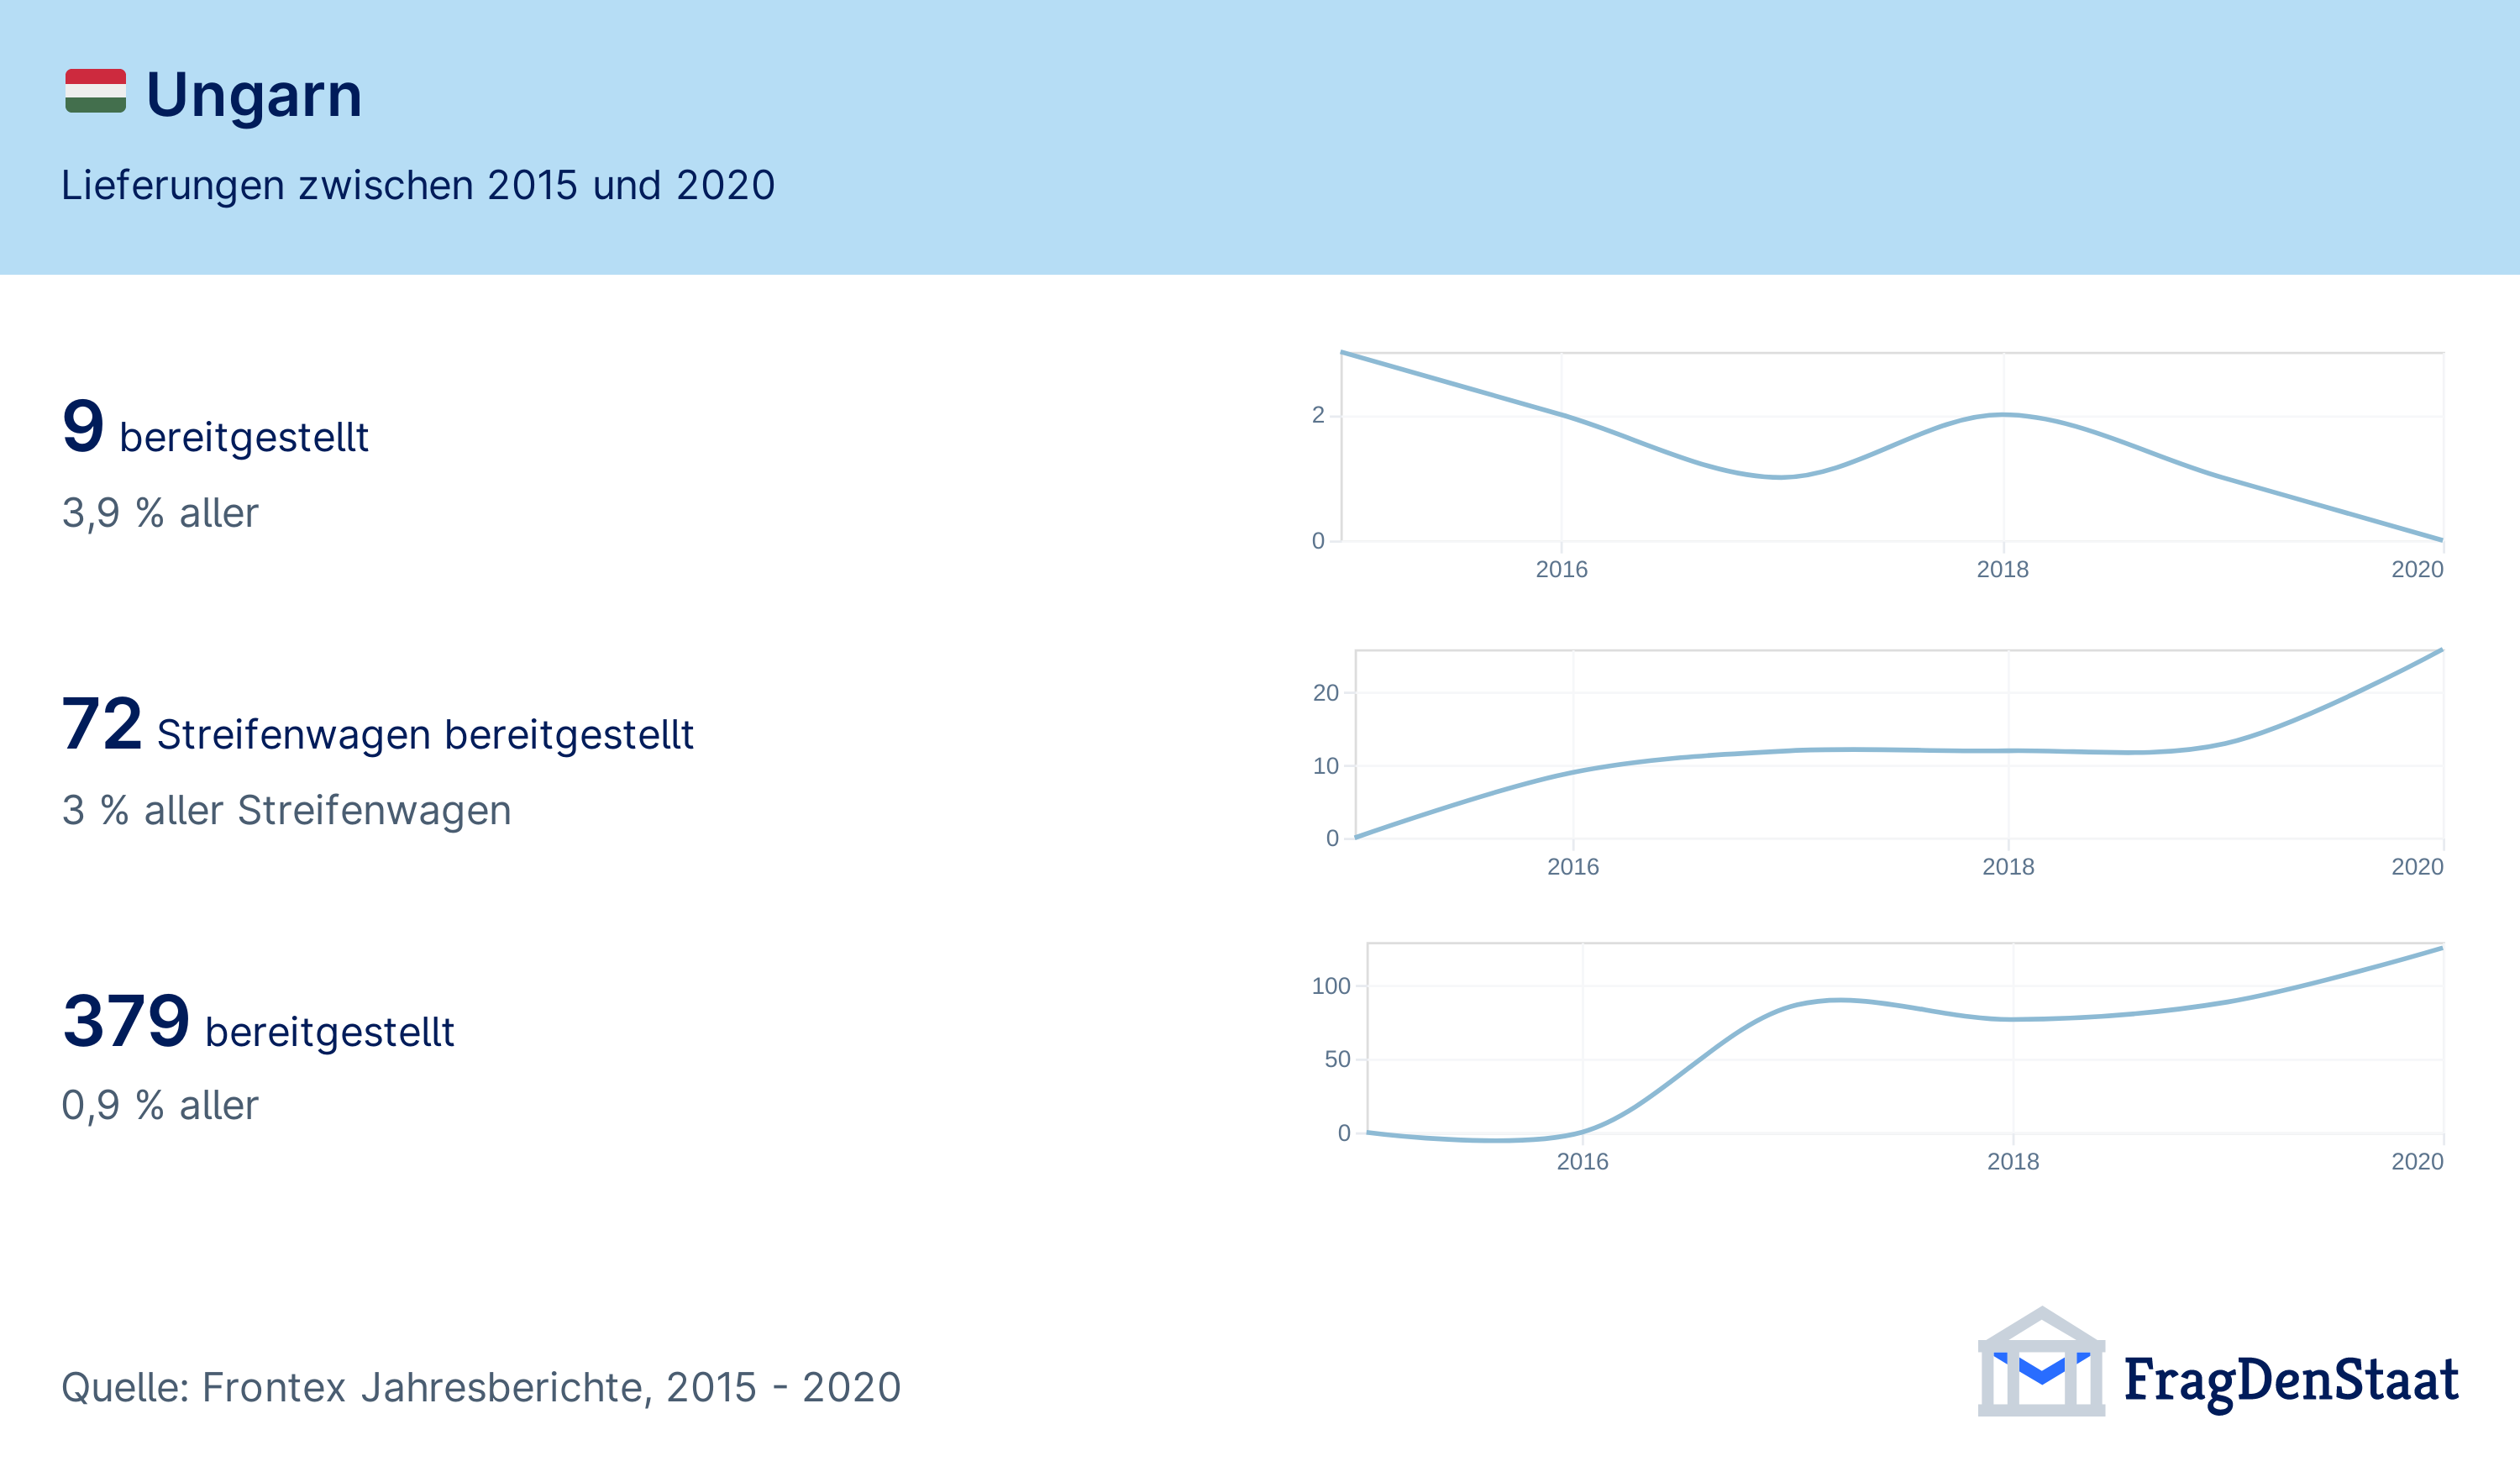 Ungarn
Lieferungen zwischen 2015 und 2020
9 bereitgestellt
3,9 % aller
2
0
2016 2018 2020
72 Streifenwagen bereitgestellt
3 % aller Streifenwagen
20
10
0
2016 2018 2020
379 bereitgestellt
0,9 % aller
100
50
0
2016 2018 2020
Quelle: Frontex Jahresberichte, 2015 - 2020
FragDenStaat